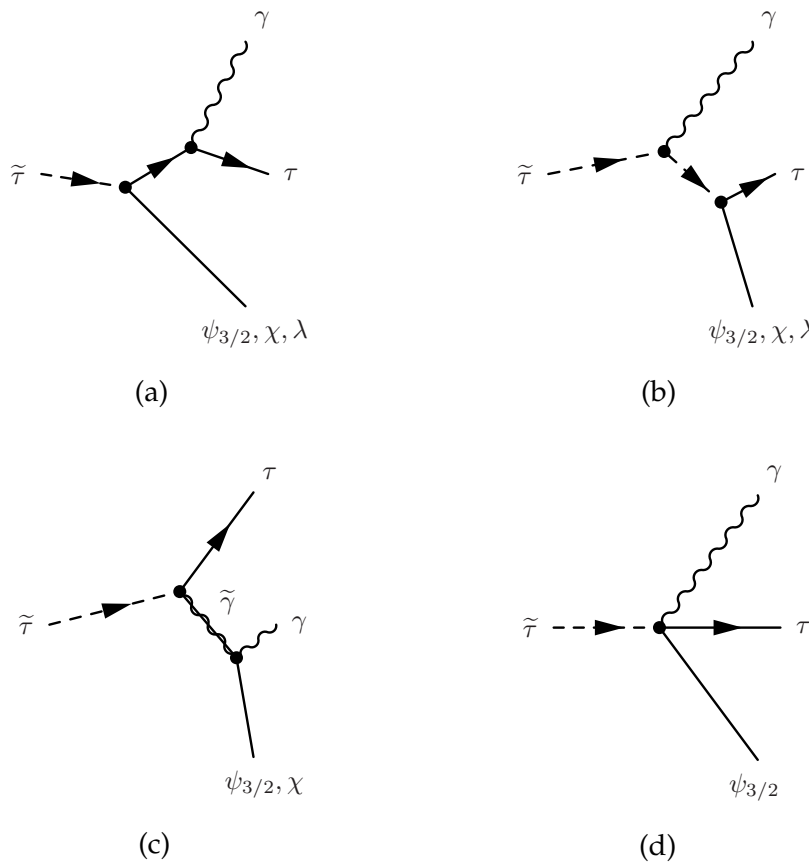 γ
τ̃
τ
ψ3/2, χ, λ
(a)
γ
τ̃
τ
ψ3/2, χ, λ
(b)
τ
γ̃
γ
τ̃
ψ3/2, χ
(c)
γ
τ̃
τ
ψ3/2
(d)